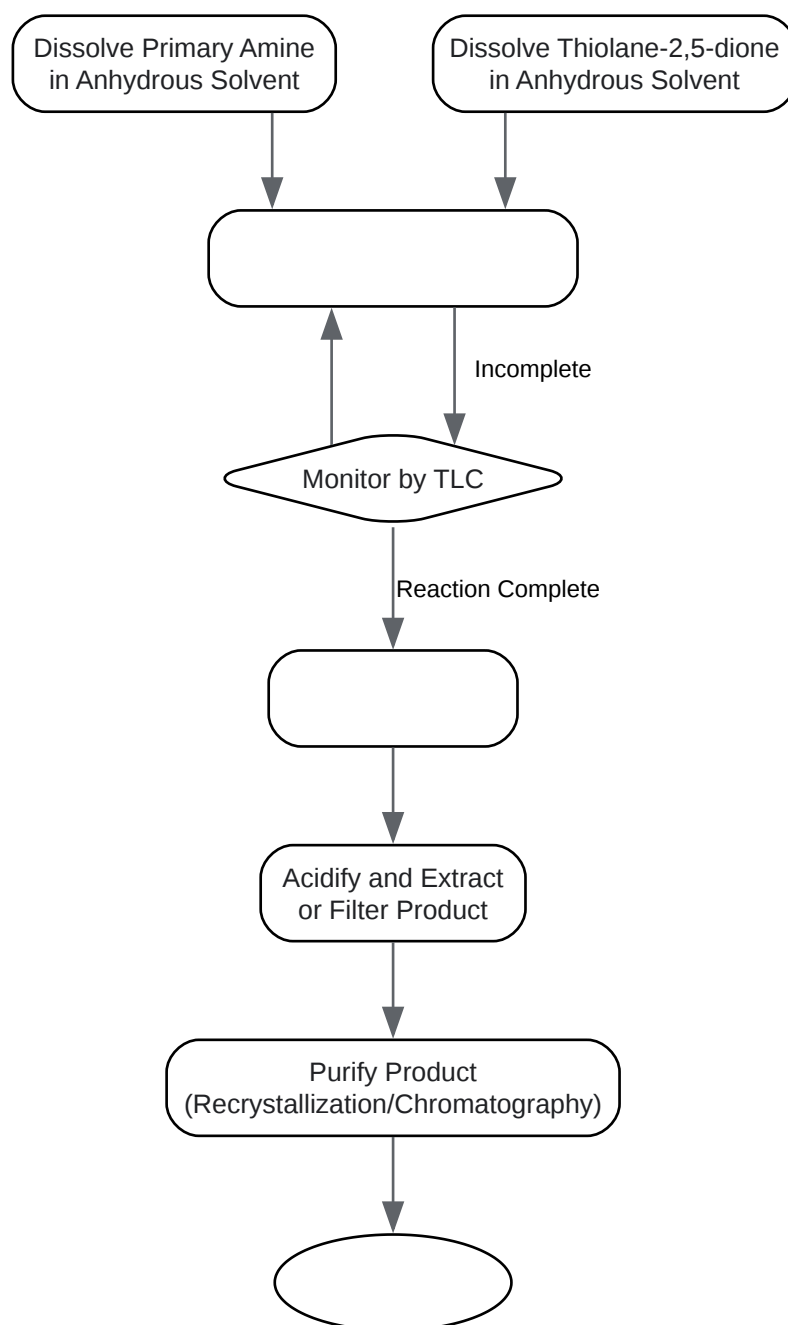 Dissolve Primary Amine
in Anhydrous Solvent
Dissolve Thiolane-2,5-dione
in Anhydrous Solvent
Incomplete
Monitor by TLC
Reaction Complete
Acidify and Extract
or Filter Product
Purify Product
(Recrystallization/Chromatography)